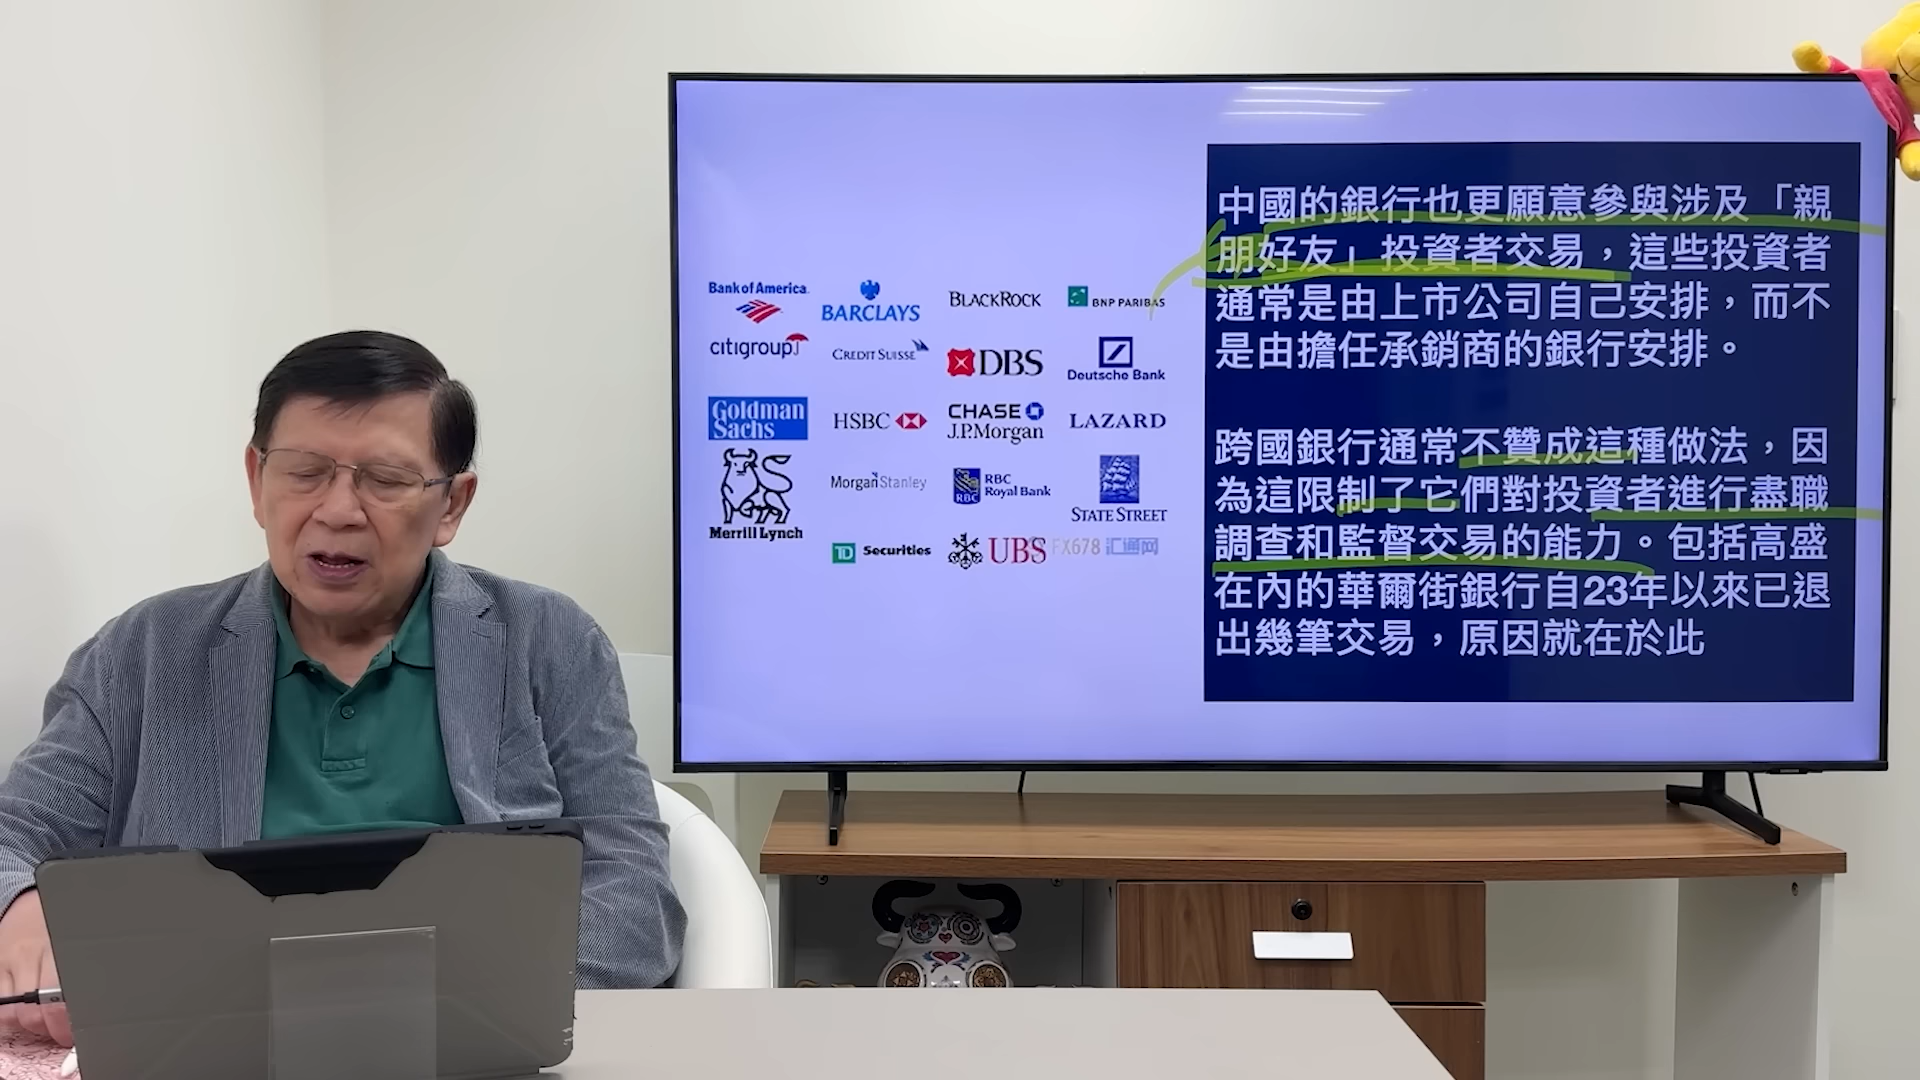 Bank of America.
BARCLAYS
BLACKROCK
BNP PARIBAS
citigroup
CREDIT SUISSE
DBS
Deutsche Bank
Goldman
Sachs
HSBC
CHASE
J.P.Morgan
LAZARD
Merrill Lynch
Morgan Stanley
RBC
RBC
Royal Bank
STATE STREET
TD Securities
UBS
FX678 汇通网
中國的銀行也更願意參與涉及「親
朋好友」投資者交易，這些投資者
通常是由上市公司自己安排，而不
是由擔任承銷商的銀行安排。
跨國銀行通常不贊成這種做法，因
為這限制了它們對投資者進行盡職
調查和監督交易的能力。包括高盛
在內的華爾街銀行自23年以來已退
出幾筆交易，原因就在於此